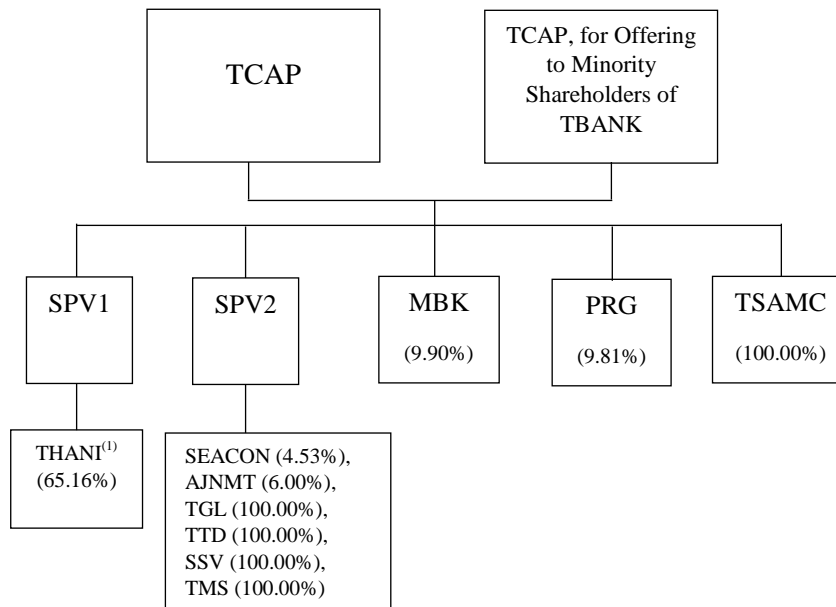 TCAP
TCAP, for Offering
to Minority
Shareholders of
TBANK
SPV1
SPV2
MBK
(9.90%)
PRG
(9.81%)
TSAMC
(100.00%)
THANI(1)
(65.16%)
SEACON (4.53%),
AJNMT (6.00%),
TGL (100.00%),
TTD (100.00%),
SSV (100.00%),
TMS (100.00%)